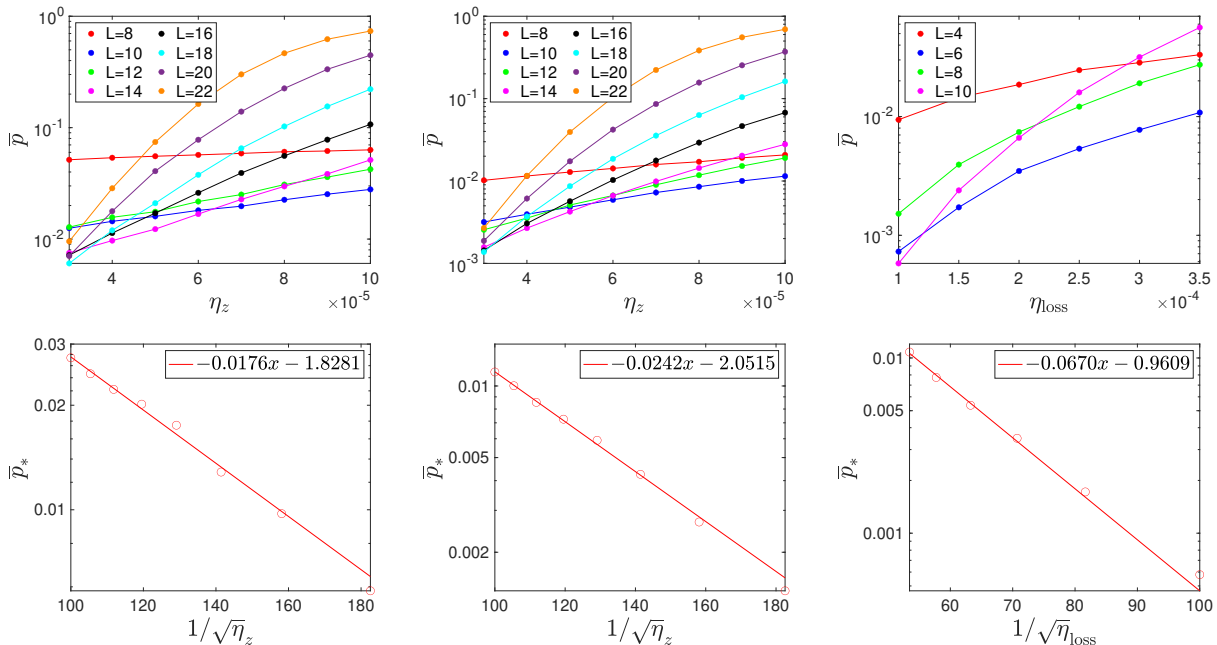 10^0
10^{-1}
10^{-2}
p̅
L=8 L=16
L=10 L=18
L=12 L=20
L=14 L=22
4 6 8 10
η_z ×10^{-5}
10^0
10^{-1}
10^{-2}
10^{-3}
p̅
L=8 L=16
L=10 L=18
L=12 L=20
L=14 L=22
4 6 8 10
η_z ×10^{-5}
10^{-2}
10^{-3}
p̅
L=4
L=6
L=8
L=10
1 1.5 2 2.5 3 3.5
η_loss ×10^{-4}
0.03
0.02
0.01
p̅_*
−0.0176x − 1.8281
100 120 140 160 180
1/√η_z
0.01
0.005
0.002
p̅_*
−0.0242x − 2.0515
100 120 140 160 180
1/√η_z
0.01
0.005
0.001
p̅_*
−0.0670x − 0.9609
60 70 80 90 100
1/√η_loss